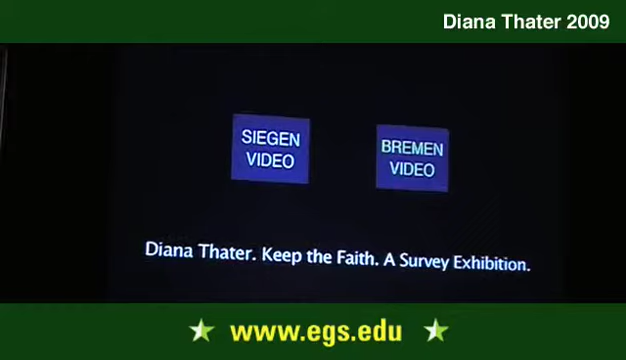 Diana Thater 2009
SIEGEN
VIDEO
BREMEN
VIDEO
Diana Thater. Keep the Faith. A Survey Exhibition.
www.egs.edu